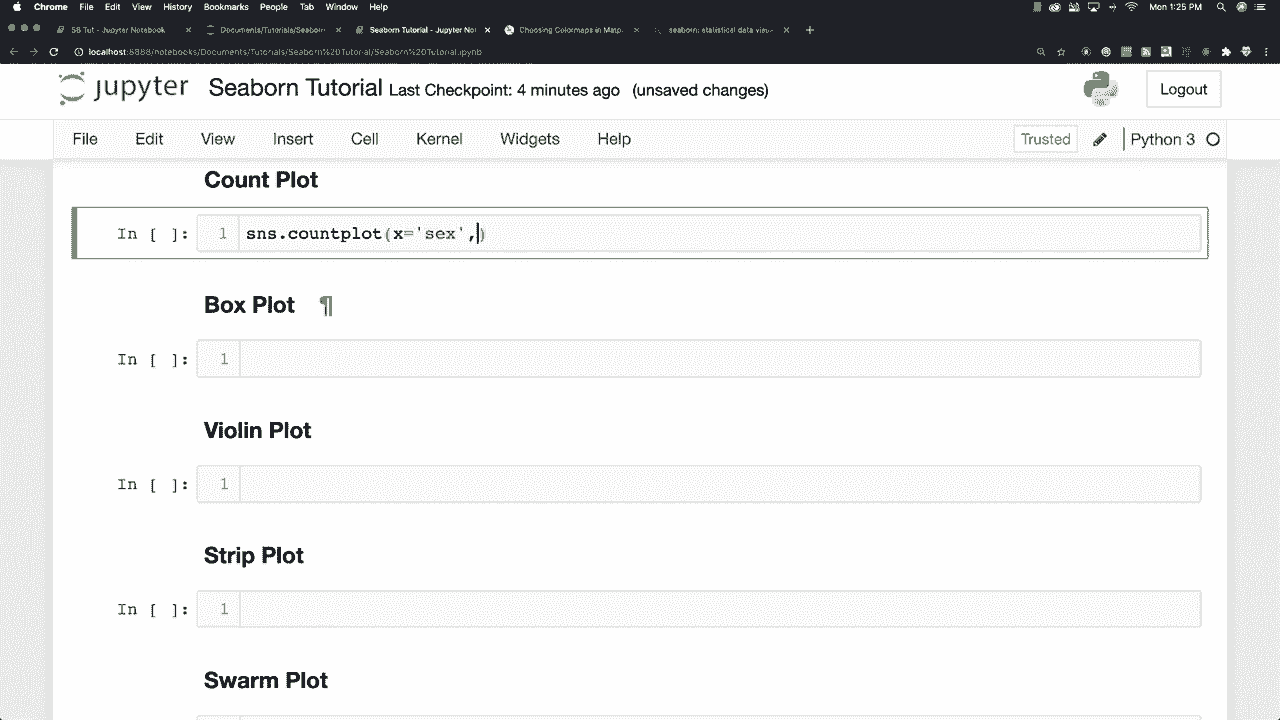 Chrome File Edit View History Bookmarks People Tab Window Help Mon 1:25 PM
S6 Tut - Jupyter Notebook Documents/Tutorials/Seaborn Seaborn Tutorial - Jupyter Not Choosing Colormaps in Matp seaborn: statistical data visu
localhost:8888/notebooks/Documents/Tutorials/Seaborn%20Tutorial/Seaborn%20Tutorial.ipynb
jupyter Seaborn Tutorial Last Checkpoint: 4 minutes ago (unsaved changes) Logout
File Edit View Insert Cell Kernel Widgets Help Trusted Python 3
Count Plot
In [ ]: 1 sns.countplot(x='sex',)
Box Plot ¶
In [ ]: 1
Violin Plot
In [ ]: 1
Strip Plot
In [ ]: 1
Swarm Plot